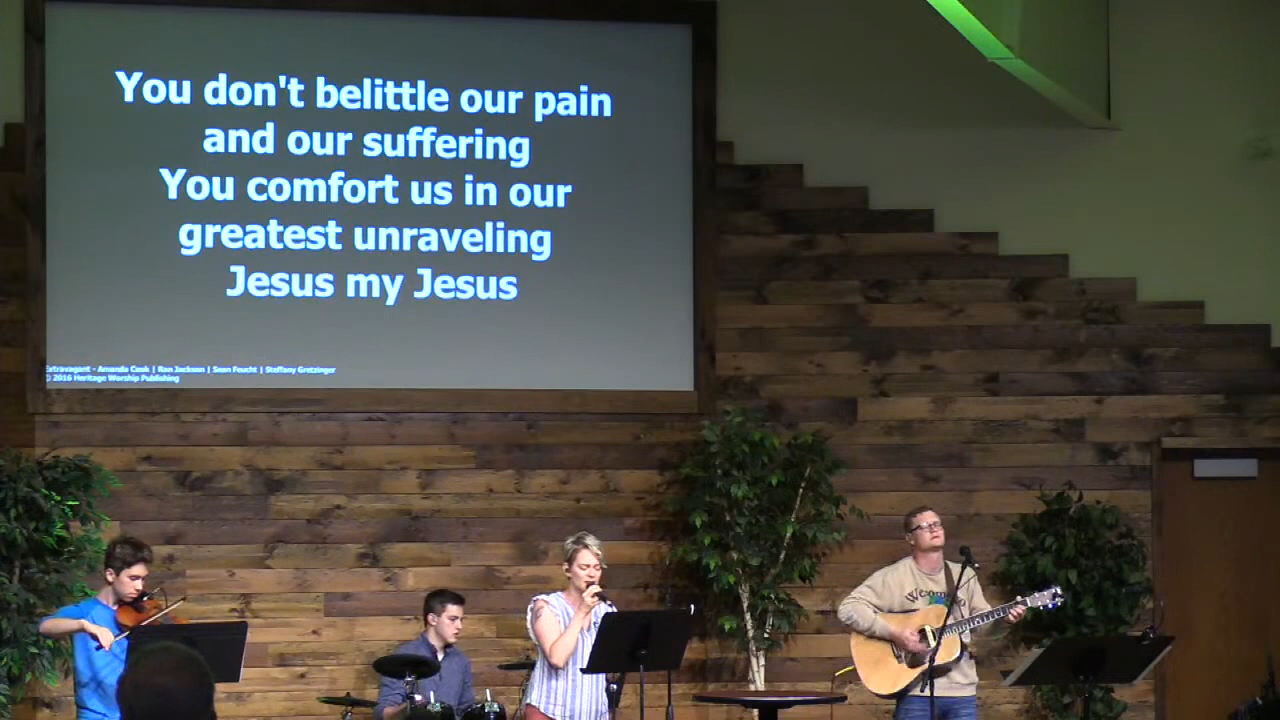 You don't belittle our pain
and our suffering
You comfort us in our
greatest unraveling
Jesus my Jesus
Extravagant - Amanda Cook | Ran Jackson | Sean Feucht | Steffany Gretzinger
© 2016 Heritage Worship Publishing